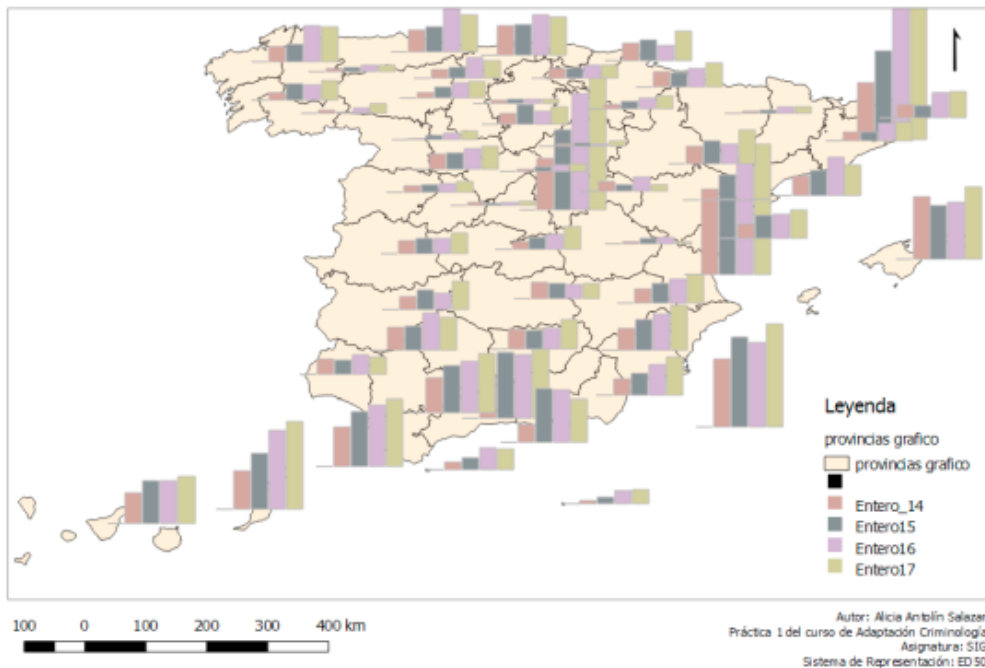 Leyenda
provincias grafico
provincias grafico
Entero_14
Entero15
Entero16
Entero17
100 0 100 200 300 400 km
Autor: Alicia Antolín Salazar
Práctica 1 del curso de Adaptación Criminología
Asignatura: SIG
Sistema de Representación: ED50